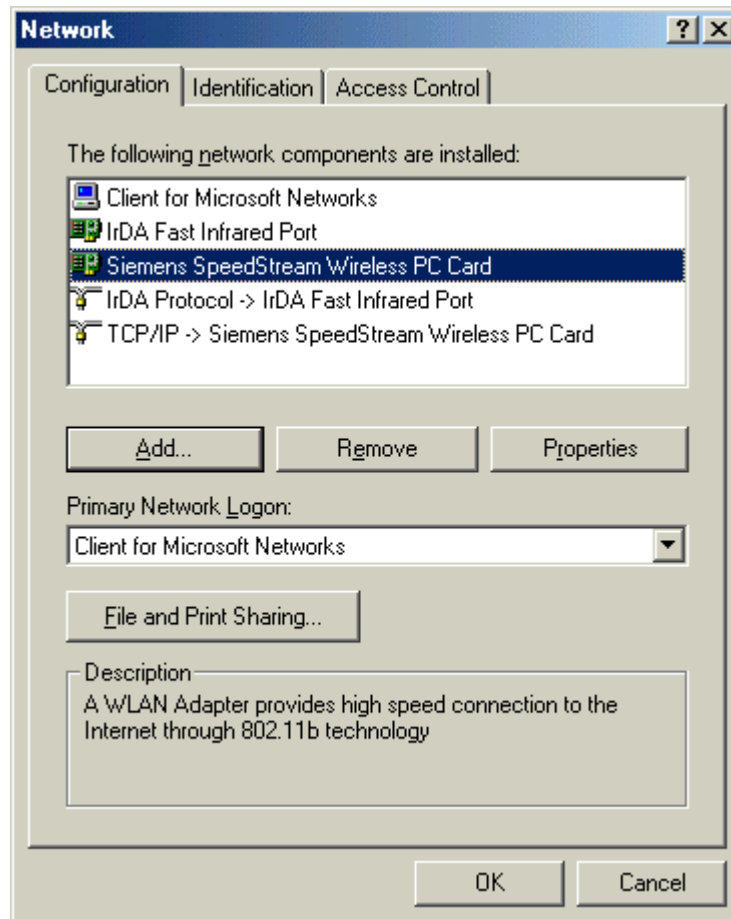 Network
Configuration Identification Access Control
The following network components are installed:
Client for Microsoft Networks
IrDA Fast Infrared Port
Siemens SpeedStream Wireless PC Card
IrDA Protocol -> IrDA Fast Infrared Port
TCP/IP -> Siemens SpeedStream Wireless PC Card
Add... Remove Properties
Primary Network Logon:
Client for Microsoft Networks
File and Print Sharing...
Description
A WLAN Adapter provides high speed connection to the
Internet through 802.11b technology
OK Cancel